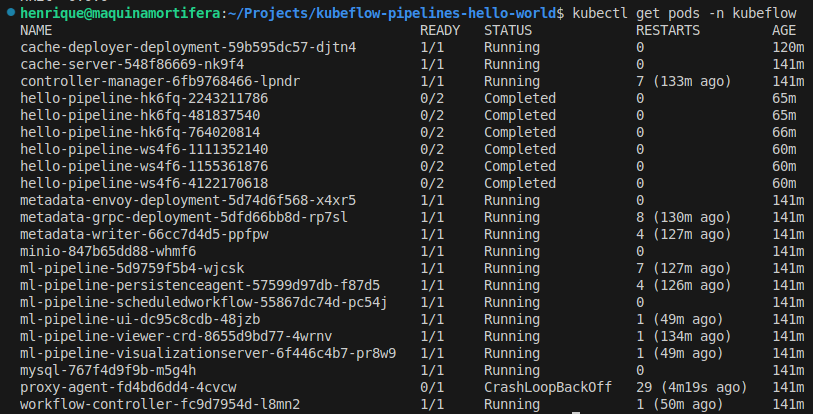 henrique@maquinamortifera:~/Projects/kubeflow-pipelines-hello-world$ kubectl get pods -n kubeflow
NAME READY STATUS RESTARTS AGE
cache-deployer-deployment-59b595dc57-djtn4 1/1 Running 0 120m
cache-server-548f86669-nk9f4 1/1 Running 0 141m
controller-manager-6fb9768466-lpndr 1/1 Running 7 (133m ago) 141m
hello-pipeline-hk6fq-2243211786 0/2 Completed 0 65m
hello-pipeline-hk6fq-481837540 0/2 Completed 0 65m
hello-pipeline-hk6fq-764020814 0/2 Completed 0 66m
hello-pipeline-ws4f6-1111352140 0/2 Completed 0 60m
hello-pipeline-ws4f6-1155361876 0/2 Completed 0 60m
hello-pipeline-ws4f6-4122170618 0/2 Completed 0 60m
metadata-envoy-deployment-5d74d6f568-x4xr5 1/1 Running 0 141m
metadata-grpc-deployment-5dfd66bb8d-rp7sl 1/1 Running 8 (130m ago) 141m
metadata-writer-66cc7d4d5-ppfpw 1/1 Running 4 (127m ago) 141m
minio-847b65dd88-whmf6 1/1 Running 0 141m
ml-pipeline-5d9759f5b4-wjcsk 1/1 Running 7 (127m ago) 141m
ml-pipeline-persistenceagent-57599d97db-f87d5 1/1 Running 4 (126m ago) 141m
ml-pipeline-scheduledworkflow-55867dc74d-pc54j 1/1 Running 0 141m
ml-pipeline-ui-dc95c8cdb-48jzb 1/1 Running 1 (49m ago) 141m
ml-pipeline-viewer-crd-8655d9bd77-4wrnv 1/1 Running 1 (134m ago) 141m
ml-pipeline-visualizationserver-6f446c4b7-pr8w9 1/1 Running 1 (49m ago) 141m
mysql-767f4d9f9b-m5g4h 1/1 Running 0 141m
proxy-agent-fd4bd6dd4-4cvcw 0/1 CrashLoopBackOff 29 (4m19s ago) 141m
workflow-controller-fc9d7954d-l8mn2 1/1 Running 1 (50m ago) 141m